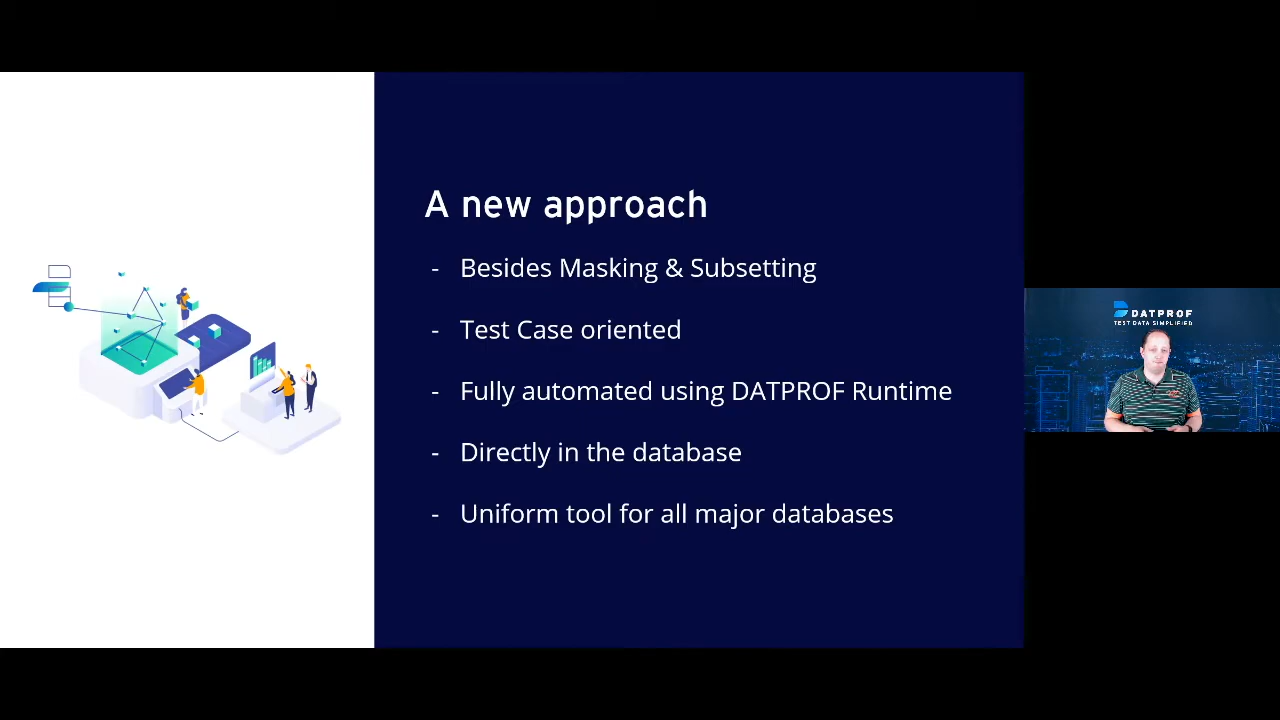 A new approach
- Besides Masking & Subsetting
- Test Case oriented
- Fully automated using DATPROF Runtime
- Directly in the database
- Uniform tool for all major databases
DATPROF
TEST DATA SIMPLIFIED